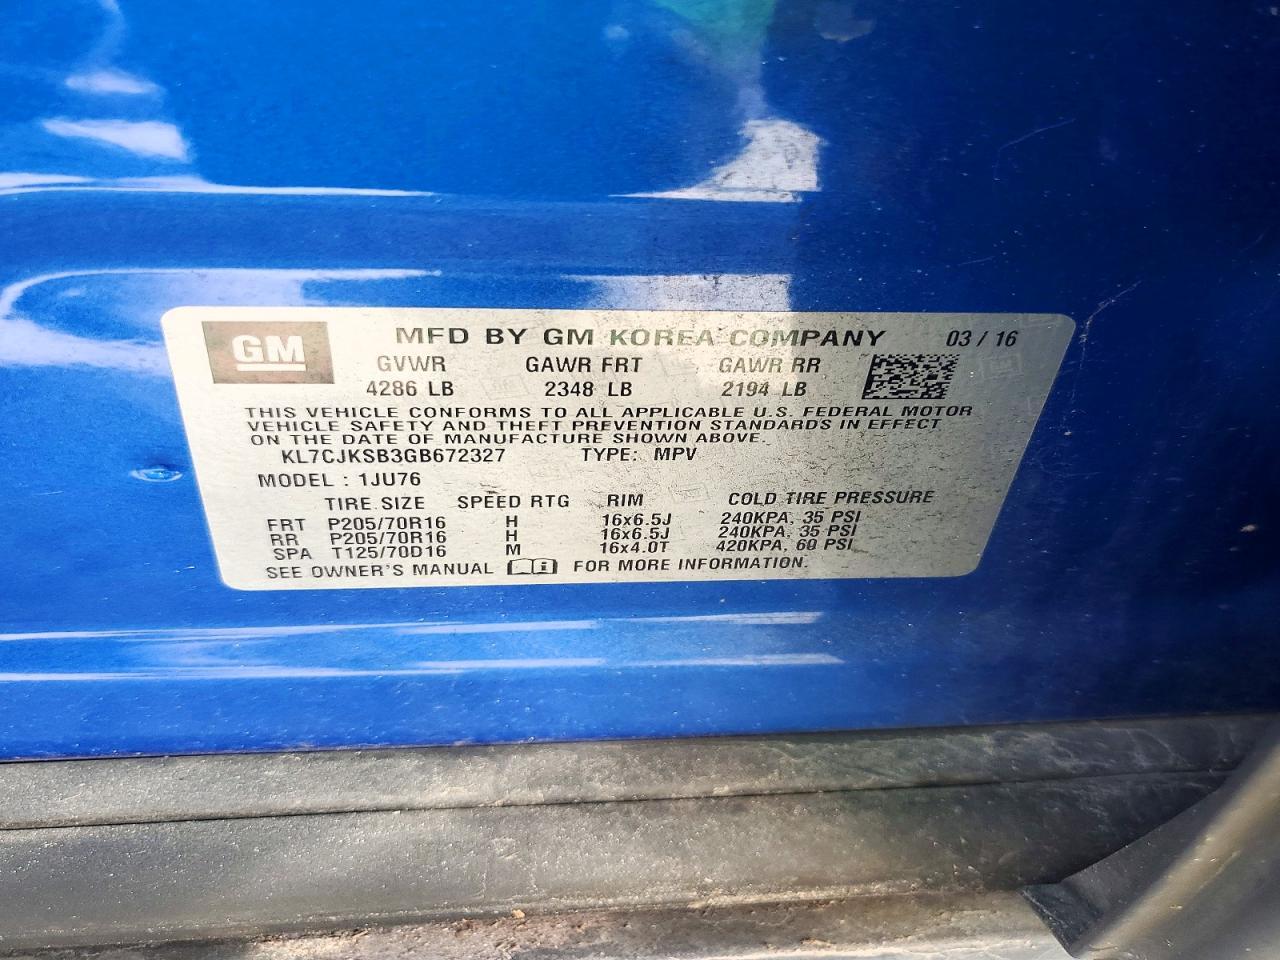 GM
MFD BY GM KOREA COMPANY 03 / 16
GVWR GAWR FRT GAWR RR
4286 LB 2348 LB 2194 LB
THIS VEHICLE CONFORMS TO ALL APPLICABLE U.S. FEDERAL MOTOR
VEHICLE SAFETY AND THEFT PREVENTION STANDARDS IN EFFECT
ON THE DATE OF MANUFACTURE SHOWN ABOVE.
KL7CJKSB3GB672327 TYPE: MPV
MODEL : 1JU76
TIRE SIZE SPEED RTG RIM COLD TIRE PRESSURE
FRT P205/70R16 H 16x6.5J 240KPA, 35 PSI
RR P205/70R16 H 16x6.5J 240KPA, 35 PSI
SPA T125/70D16 M 16x4.0T 420KPA, 60 PSI
SEE OWNER'S MANUAL i FOR MORE INFORMATION.